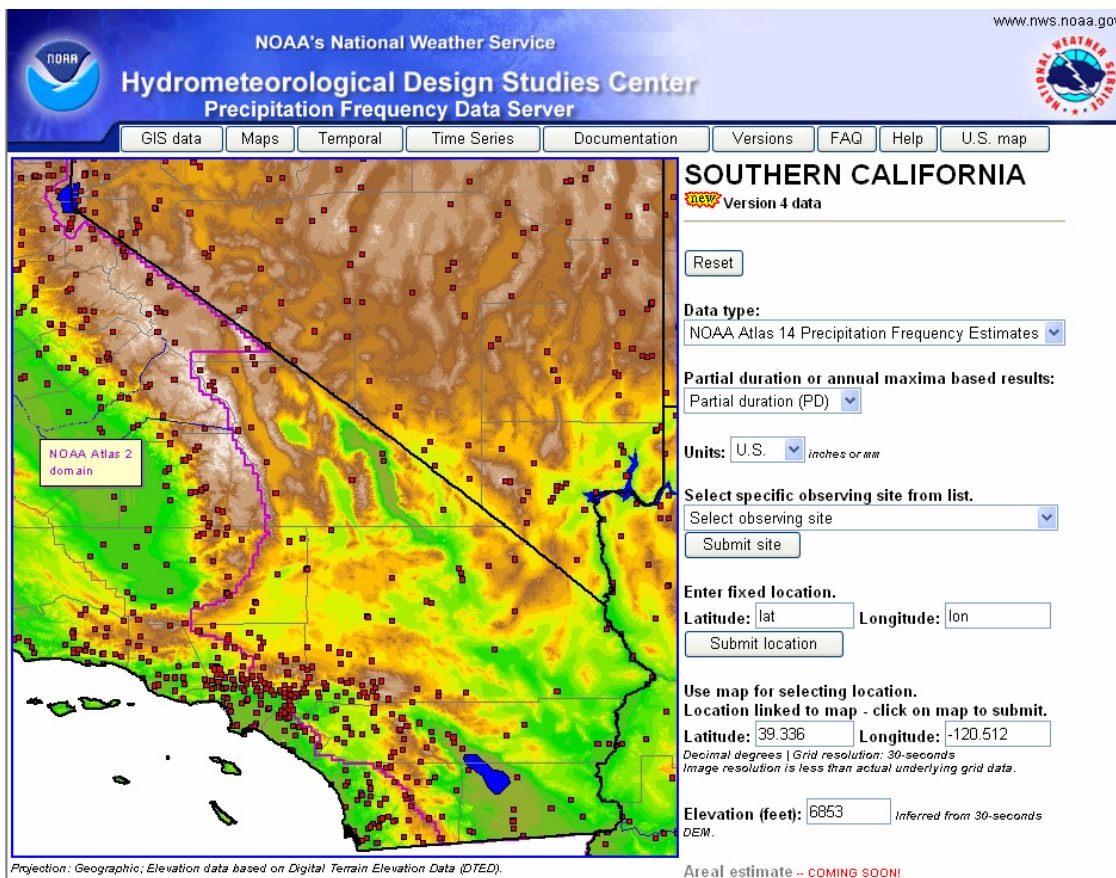 www.nws.noaa.gov
NOAA's National Weather Service
NOAA
Hydrometeorological Design Studies Center
Precipitation Frequency Data Server
NATIONAL WEATHER SERVICE
GIS data Maps Temporal Time Series Documentation Versions FAQ Help U.S. map
SOUTHERN CALIFORNIA
new Version 4 data
Reset
Data type:
NOAA Atlas 14 Precipitation Frequency Estimates
Partial duration or annual maxima based results:
Partial duration (PD)
NOAA Atlas 2
domain
Units: U.S. inches or mm
Select specific observing site from list.
Select observing site
Submit site
Enter fixed location.
Latitude: lat Longitude: lon
Submit location
Use map for selecting location.
Location linked to map - click on map to submit.
Latitude: 39.336 Longitude: -120.512
Decimal degrees | Grid resolution: 30-seconds
Image resolution is less than actual underlying grid data.
Elevation (feet): 6853 Inferred from 30-seconds
DEM.
Projection: Geographic; Elevation data based on Digital Terrain Elevation Data (DTED).
Areal estimate -- COMING SOON!